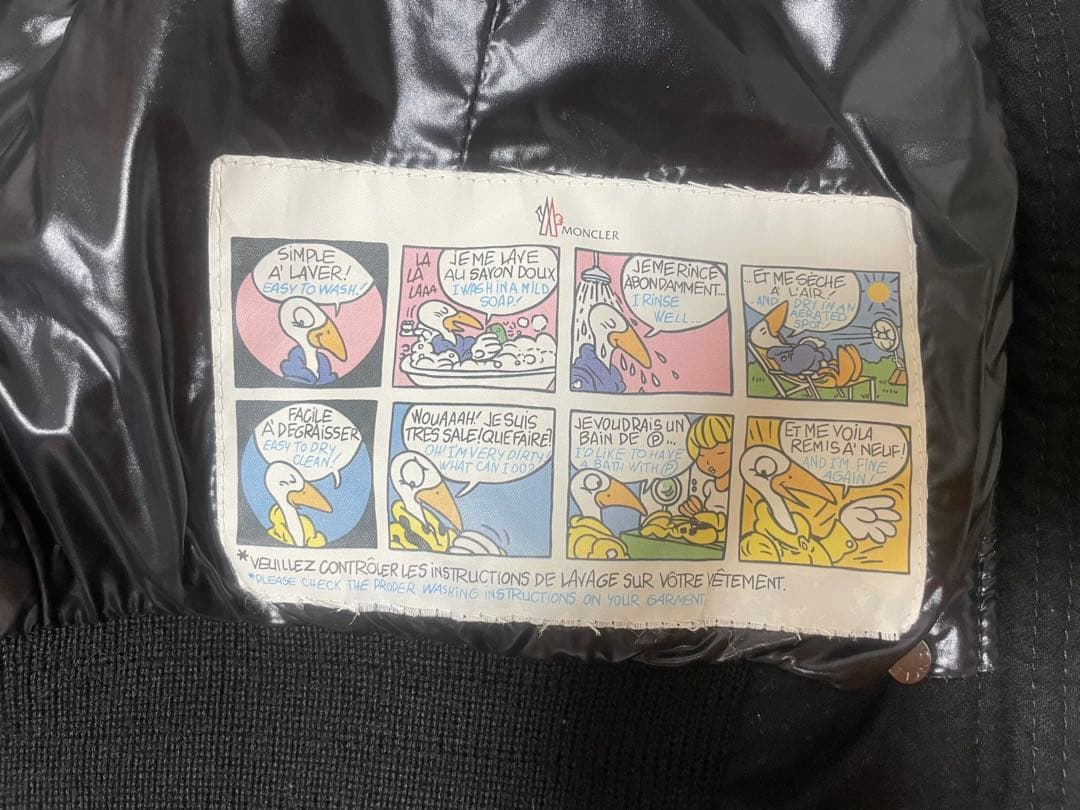 MONCLER
SIMPLE
A' LAVER!
EASY TO WASH!
LA
LÀ
LAAA
JE ME LAVE
AU SAYON DOUX
I WASH IN A MILD
SOAP!
JE ME RINCE
ABONDAMMENT...
I RINSE
WELL...
...ET ME SÈCHE
A' L'AIR!
...AND I DRY IN AN
AERATED
SPOT!
FACILE
A' DÉGRAISSER
EASY TO DRY
CLEAN!
WOUAAAH! JE SUIS
TRES SALE! QUE FAIRE!
OH! I'M VERY DIRTY
WHAT CAN I DO?
JE VOUDRAIS UN
BAIN DE Ⓟ...
I'D LIKE TO HAVE
A BATH WITH Ⓟ
ET ME VOILÀ
REMIS A' NEUF!
AND I'M FINE
AGAIN!
*VEUILLEZ CONTRÔLER LES INSTRUCTIONS DE LAVAGE SUR VÔTRE VÊTEMENT.
*PLEASE CHECK THE PROPER WASHING INSTRUCTIONS ON YOUR GARMENT.